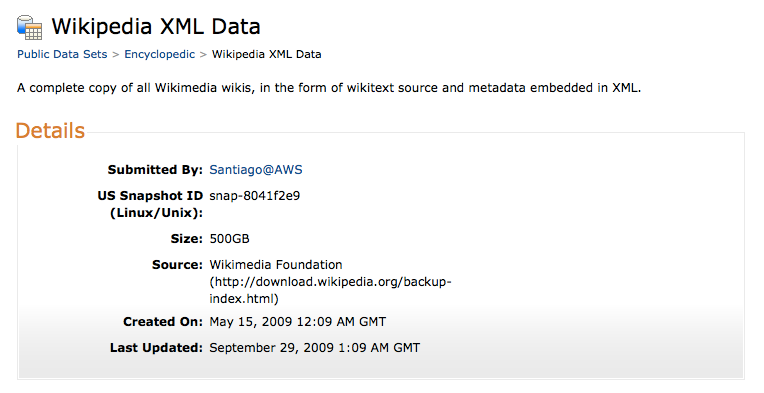 Wikipedia XML Data
Public Data Sets > Encyclopedic > Wikipedia XML Data
A complete copy of all Wikimedia wikis, in the form of wikitext source and metadata embedded in XML.
Details
Submitted By: Santiago@AWS
US Snapshot ID snap-8041f2e9
(Linux/Unix):
Size: 500GB
Source: Wikimedia Foundation
(http://download.wikipedia.org/backup-
index.html)
Created On: May 15, 2009 12:09 AM GMT
Last Updated: September 29, 2009 1:09 AM GMT